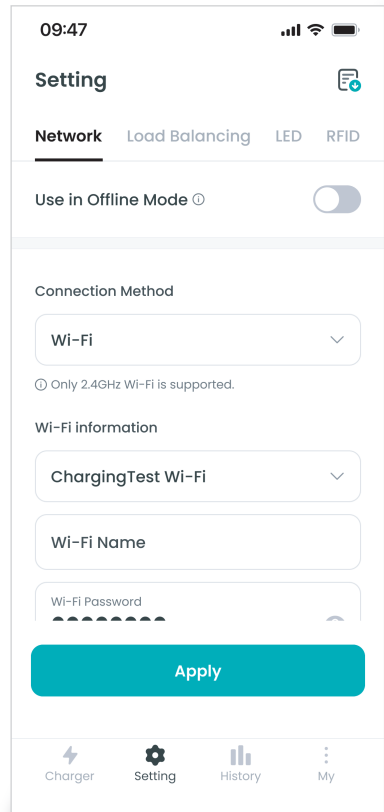 09:47
Setting
Network Load Balancing LED RFID
Use in Offline Mode
Connection Method
Wi-Fi
Only 2.4GHz Wi-Fi is supported.
Wi-Fi information
ChargingTest Wi-Fi
Wi-Fi Name
Wi-Fi Password
Apply
Charger Setting History My